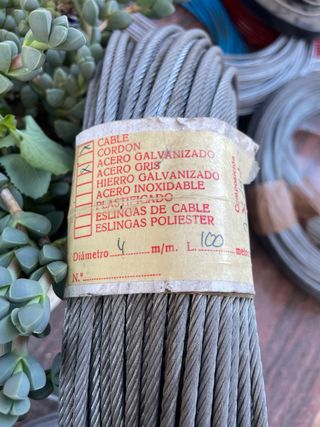 CABLE
CORDON
ACERO GALVANIZADO
ACERO GRIS
HIERRO GALVANIZADO
ACERO INOXIDABLE
PLASTIFICADO
ESLINGAS DE CABLE
ESLINGAS POLIESTER
Diámetro 4 m/m. L. 100
N.º